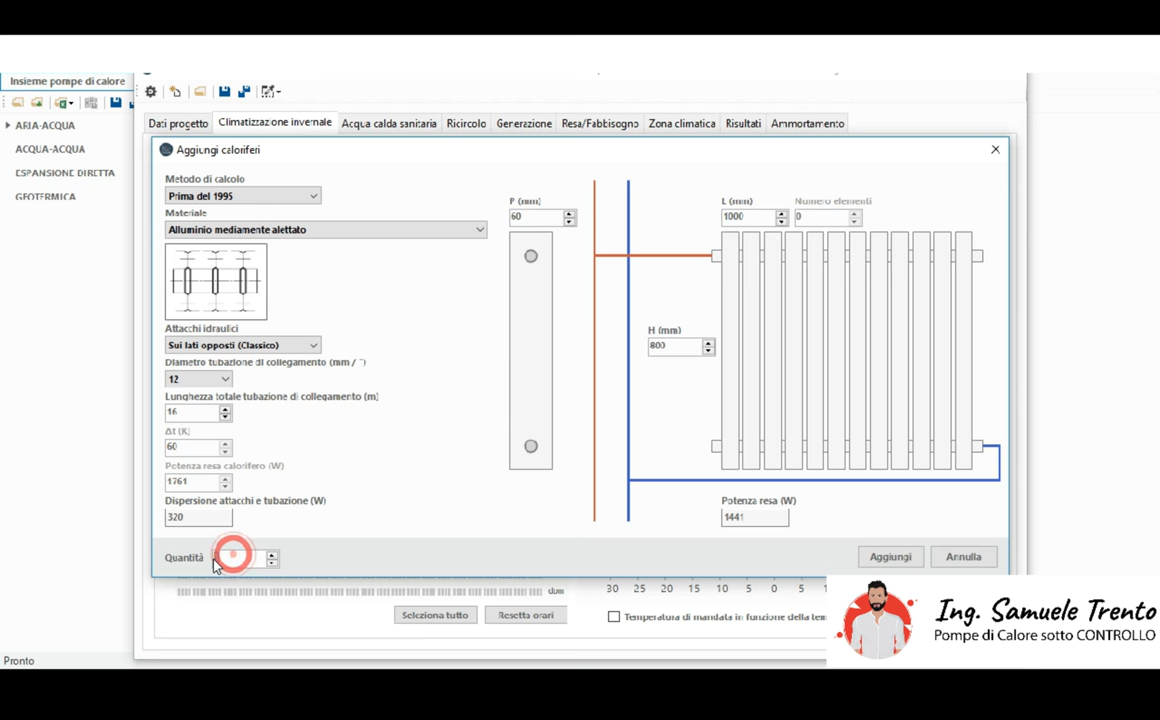 Insieme pompe di calore
ARIA-ACQUA
ACQUA-ACQUA
ESPANSIONE DIRETTA
GEOTERMICA
Dati progetto Climatizzazione invernale Acqua calda sanitaria Ricircolo Generazione Resa/Fabbisogno Zona climatica Risultati Ammortamento
Aggiungi caloriferi
Metodo di calcolo
Prima del 1995
Materiale
Alluminio mediamente alettato
Attacchi idraulici
Sui lati opposti (Classico)
Diametro tubazione di collegamento (mm / ")
12
Lunghezza totale tubazione di collegamento (m)
16
Δt (K)
60
Potenza resa calorifero (W)
1761
Dispersione attacchi e tubazione (W)
320
P (mm)
60
L (mm) Numero elementi
1000 0
H (mm)
800
Potenza resa (W)
1441
Quantità
Aggiungi Annulla
dom
30 25 20 15 10 5 0 5
Seleziona tutto Resetta orari
Temperatura di mandata in funzione della
Ing. Samuele Trento
Pompe di Calore sotto CONTROLLO
Pronto